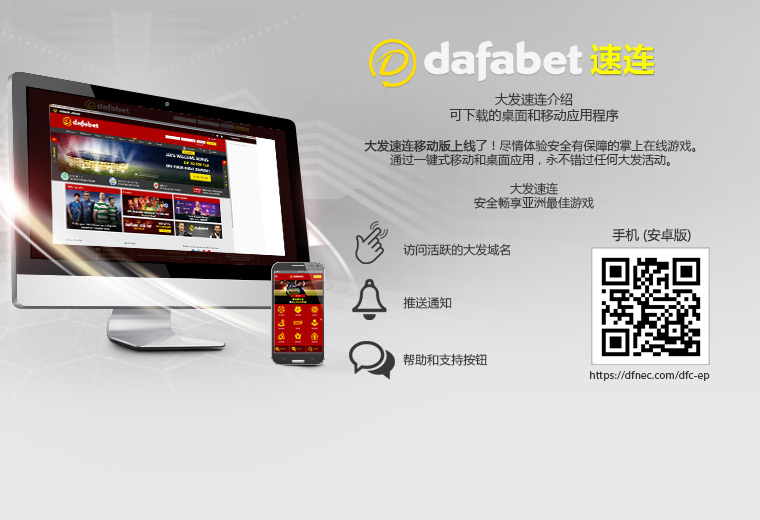 dafabet 速连
大发速连介绍
可下载的桌面和移动应用程序
大发速连移动版上线了！尽情体验安全有保障的掌上在线游戏。
通过一键式移动和桌面应用，永不错过任何大发活动。
大发速连
安全畅享亚洲最佳游戏
手机 (安卓版)
访问活跃的大发域名
推送通知
帮助和支持按钮
https://dfnec.com/dfc-ep
dafabet
dafabet
dafabet